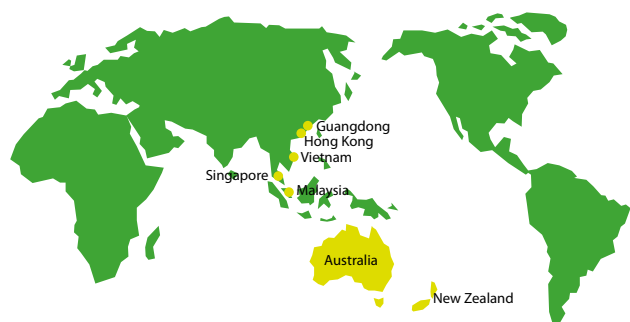 Guangdong
Hong Kong
Vietnam
Singapore
Malaysia
Australia
New Zealand